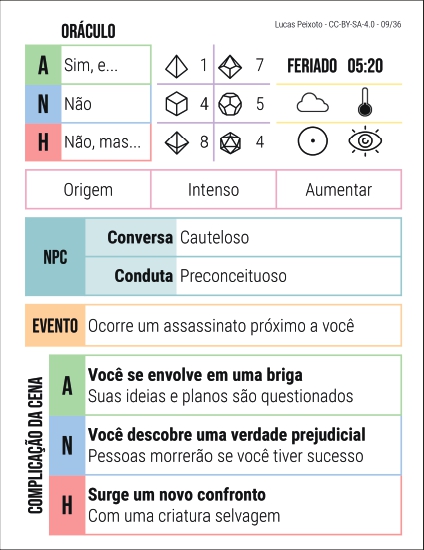 Lucas Peixoto - CC-BY-SA-4.0 - 09/36
ORÁCULO
A Sim, e...
N Não
H Não, mas...
1 7
4 5
8 4
FERIADO 05:20
Origem Intenso Aumentar
NPC
Conversa Cauteloso
Conduta Preconceituoso
EVENTO Ocorre um assassinato próximo a você
COMPLICAÇÃO DA CENA
A
Você se envolve em uma briga
Suas ideias e planos são questionados
N
Você descobre uma verdade prejudicial
Pessoas morrerão se você tiver sucesso
H
Surge um novo confronto
Com uma criatura selvagem